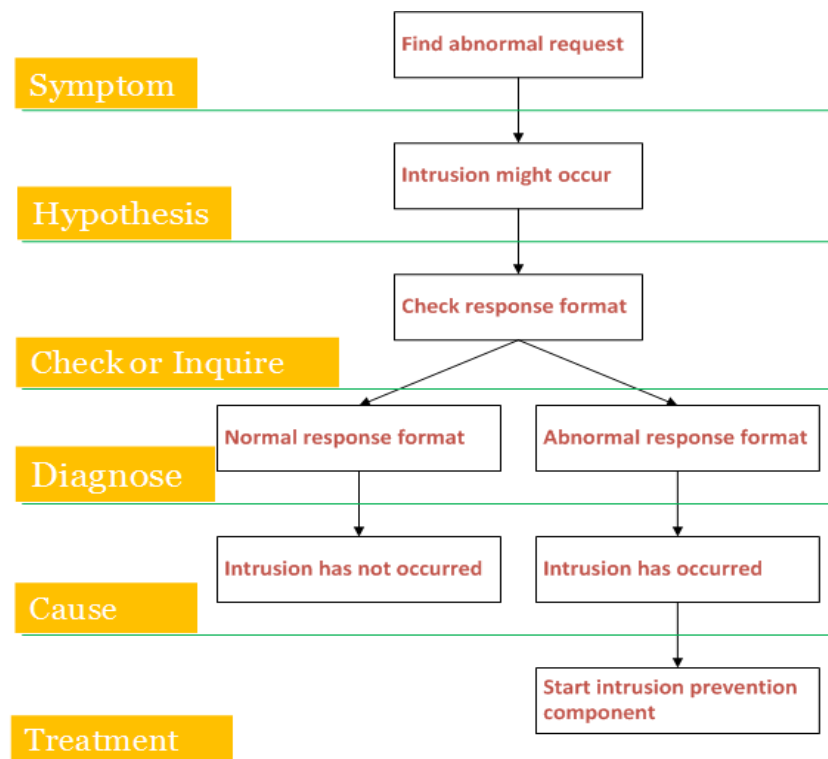 Find abnormal request
Symptom
Intrusion might occur
Hypothesis
Check response format
Check or Inquire
Normal response format
Abnormal response format
Diagnose
Intrusion has not occurred
Intrusion has occurred
Cause
Start intrusion prevention
component
Treatment